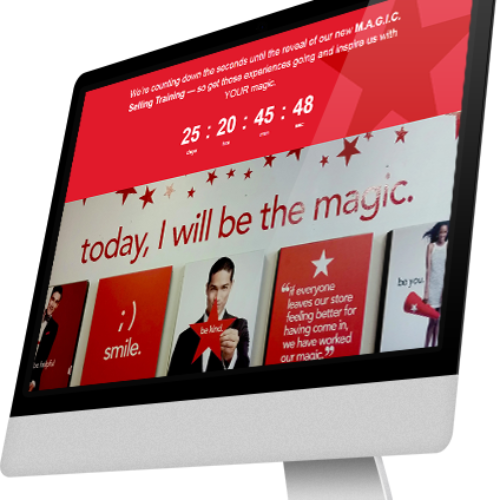 We're counting down the seconds until the reveal of our new M.A.G.I.C.
Selling Training — so get those experiences going and inspire us with
YOUR magic.
25 : 20 : 45 : 48
days hrs min sec
today, I will be the magic.
be helpful
;)
smile.
be kind.
“if everyone
leaves our store
feeling better for
having come in,
we have worked
our magic.”
be you.